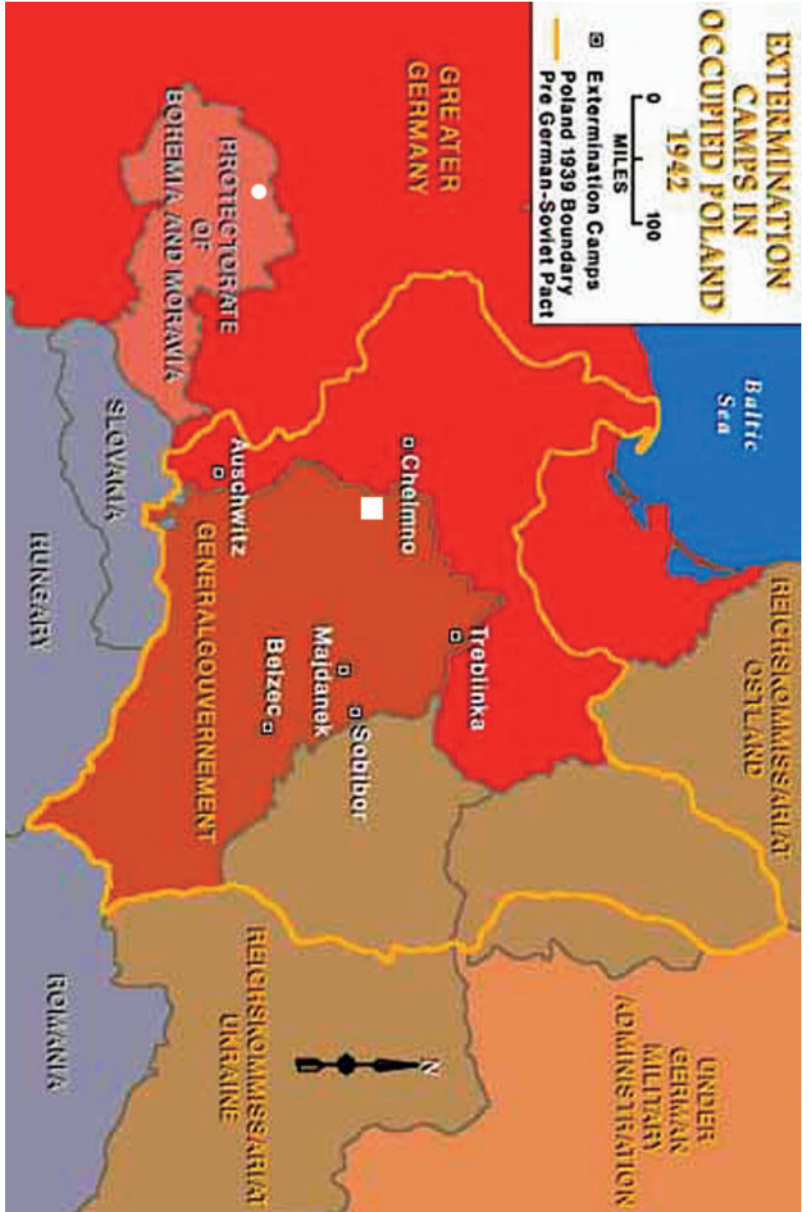 EXTERMINATION
CAMPS IN
OCCUPIED POLAND
1942
0 100
MILES
Extermination Camps
Poland 1939 Boundary
Pre German-Soviet Pact
Baltic
Sea
REICHSKOMMISSARIAT
OSTLAND
UNDER
GERMAN
MILITARY
ADMINISTRATION
GREATER
GERMANY
Treblinka
Chelmno
Sobibor
Majdanek
Belzec
Auschwitz
PROTECTORATE
OF
BOHEMIA AND MORAVIA
GENERALGOUVERNEMENT
REICHSKOMMISSARIAT
UKRAINE
N
SLOVAKIA
HUNGARY
ROMANIA